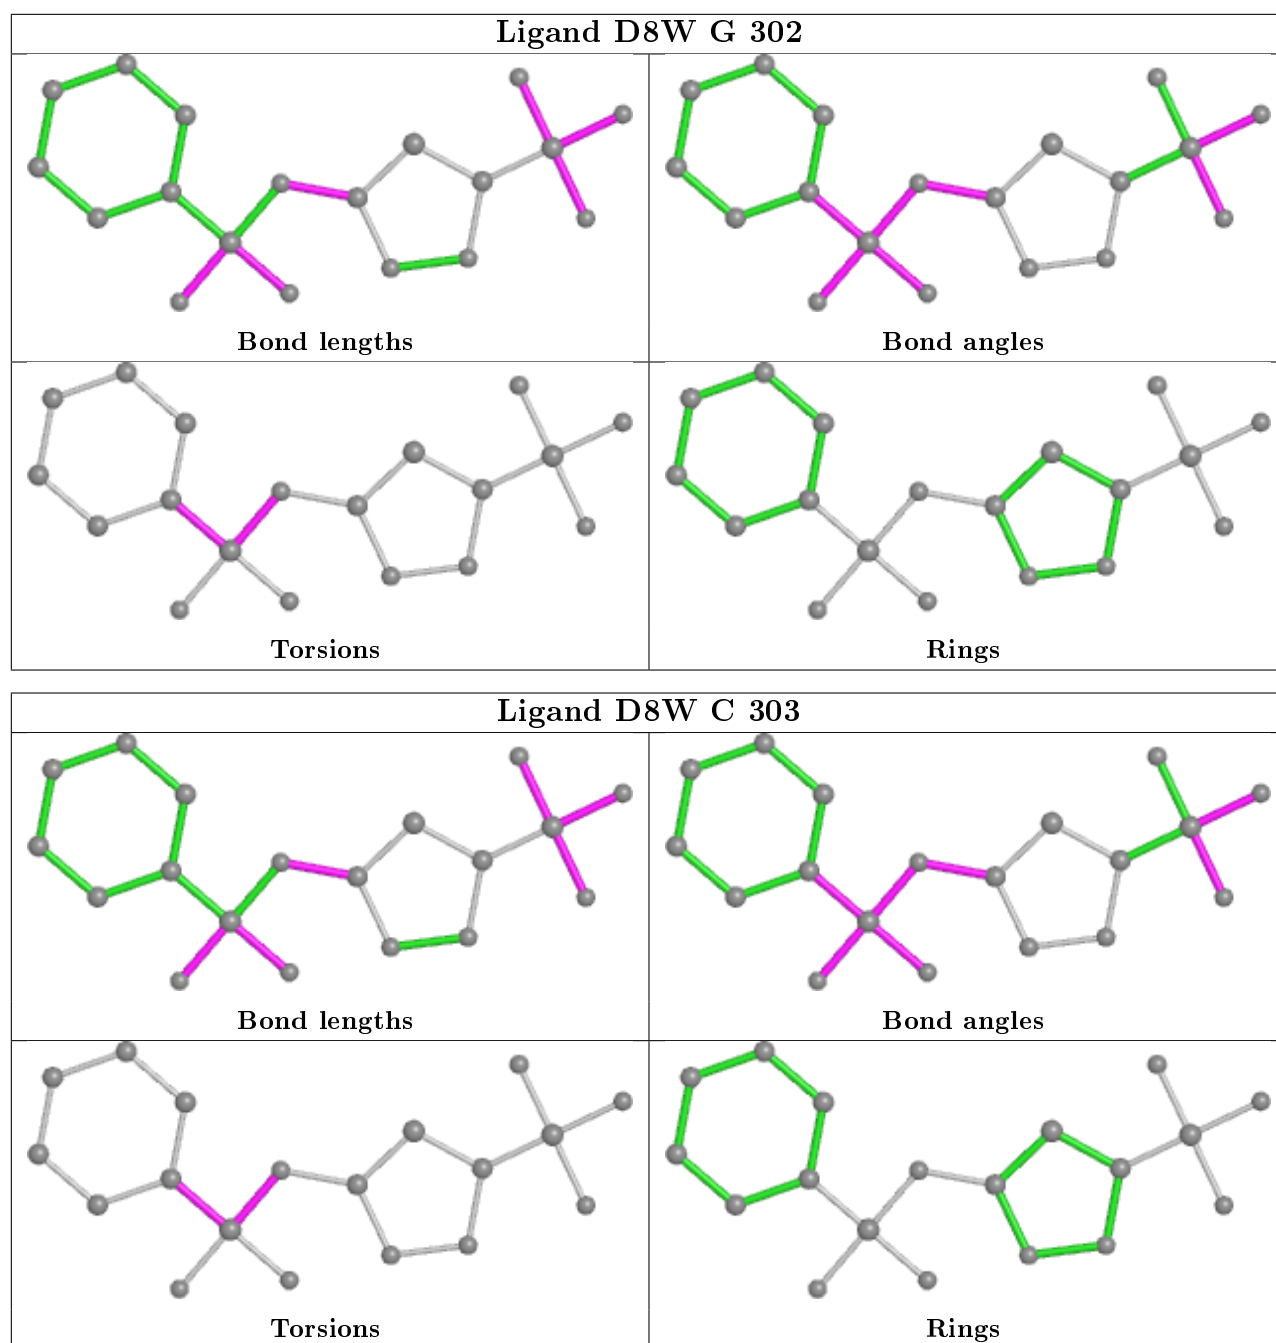 Ligand D8W G 302
Bond lengths
Bond angles
Torsions
Rings
Ligand D8W C 303
Bond lengths
Bond angles
Torsions
Rings